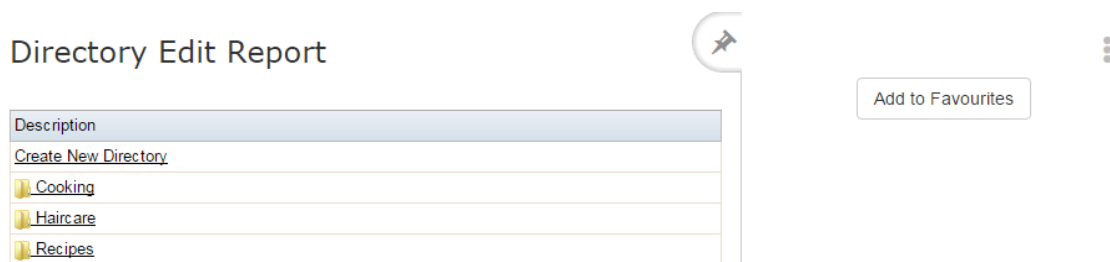 Directory Edit Report
Add to Favourites
Description
Create New Directory
Cooking
Haircare
Recipes